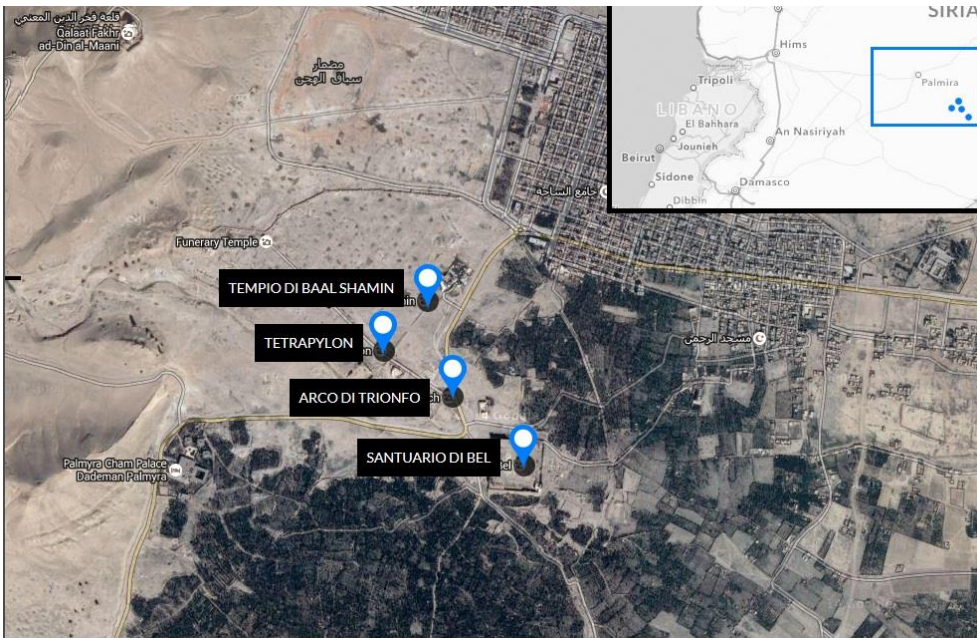 قلعة فخر الدين المعني
Qalaat Fakhr
ad-Din al-Maani
مضمار
سباق الهجن
جامع الساحة
Funerary Temple
TEMPIO DI BAAL SHAMIN
TETRAPYLON
ARCO DI TRIONFO
SANTUARIO DI BEL
Bel
مسجد الرحمن
Palmyra Cham Palace
Dedeman Palmyra
SIRIA
Hims
Palmira
Tripoli
LIBANO
El Bahhara
Jounieh
An Nasiriyah
Beirut
Sidone
Damasco
Dibbin